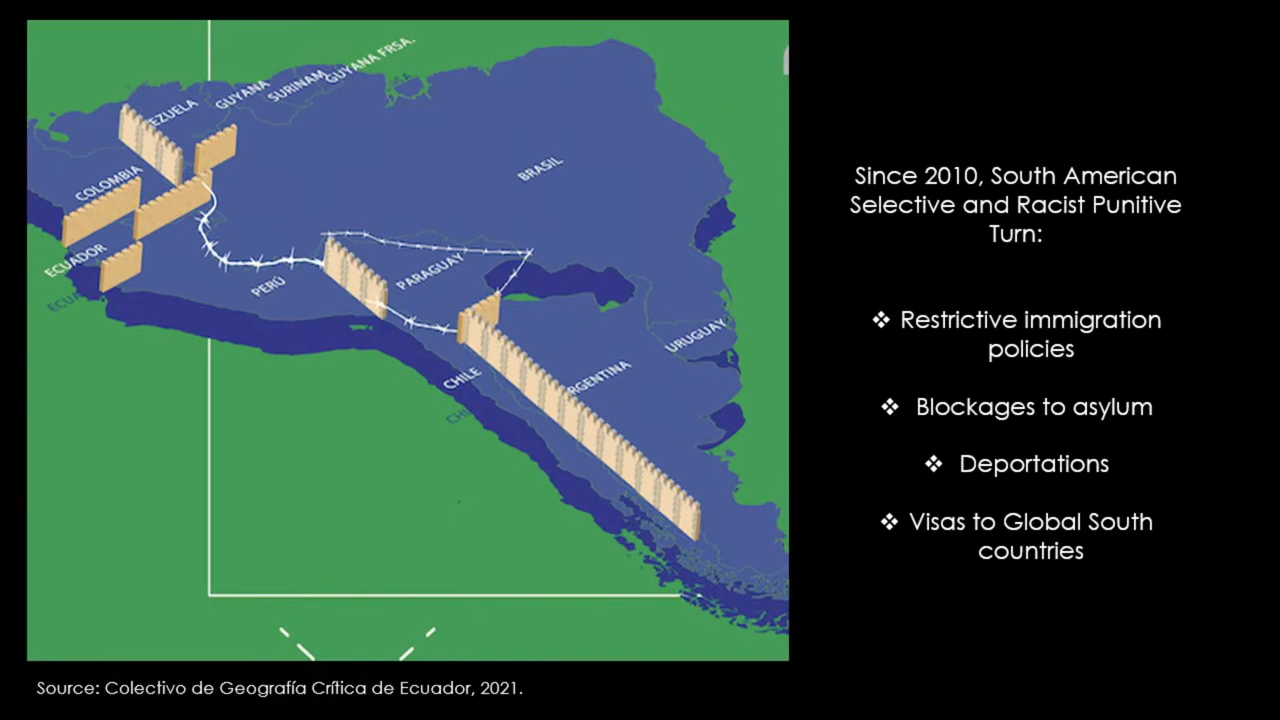 GUYANA FRSA.
SURINAM
GUYANA
EZUELA
BRASIL
COLOMBIA
ECUADOR
PERÚ
PARAGUAY
URUGUAY
CHILE
RGENTINA
Since 2010, South American
Selective and Racist Punitive
Turn:
❖ Restrictive immigration
policies
❖ Blockages to asylum
❖ Deportations
❖ Visas to Global South
countries
Source: Colectivo de Geografía Crítica de Ecuador, 2021.